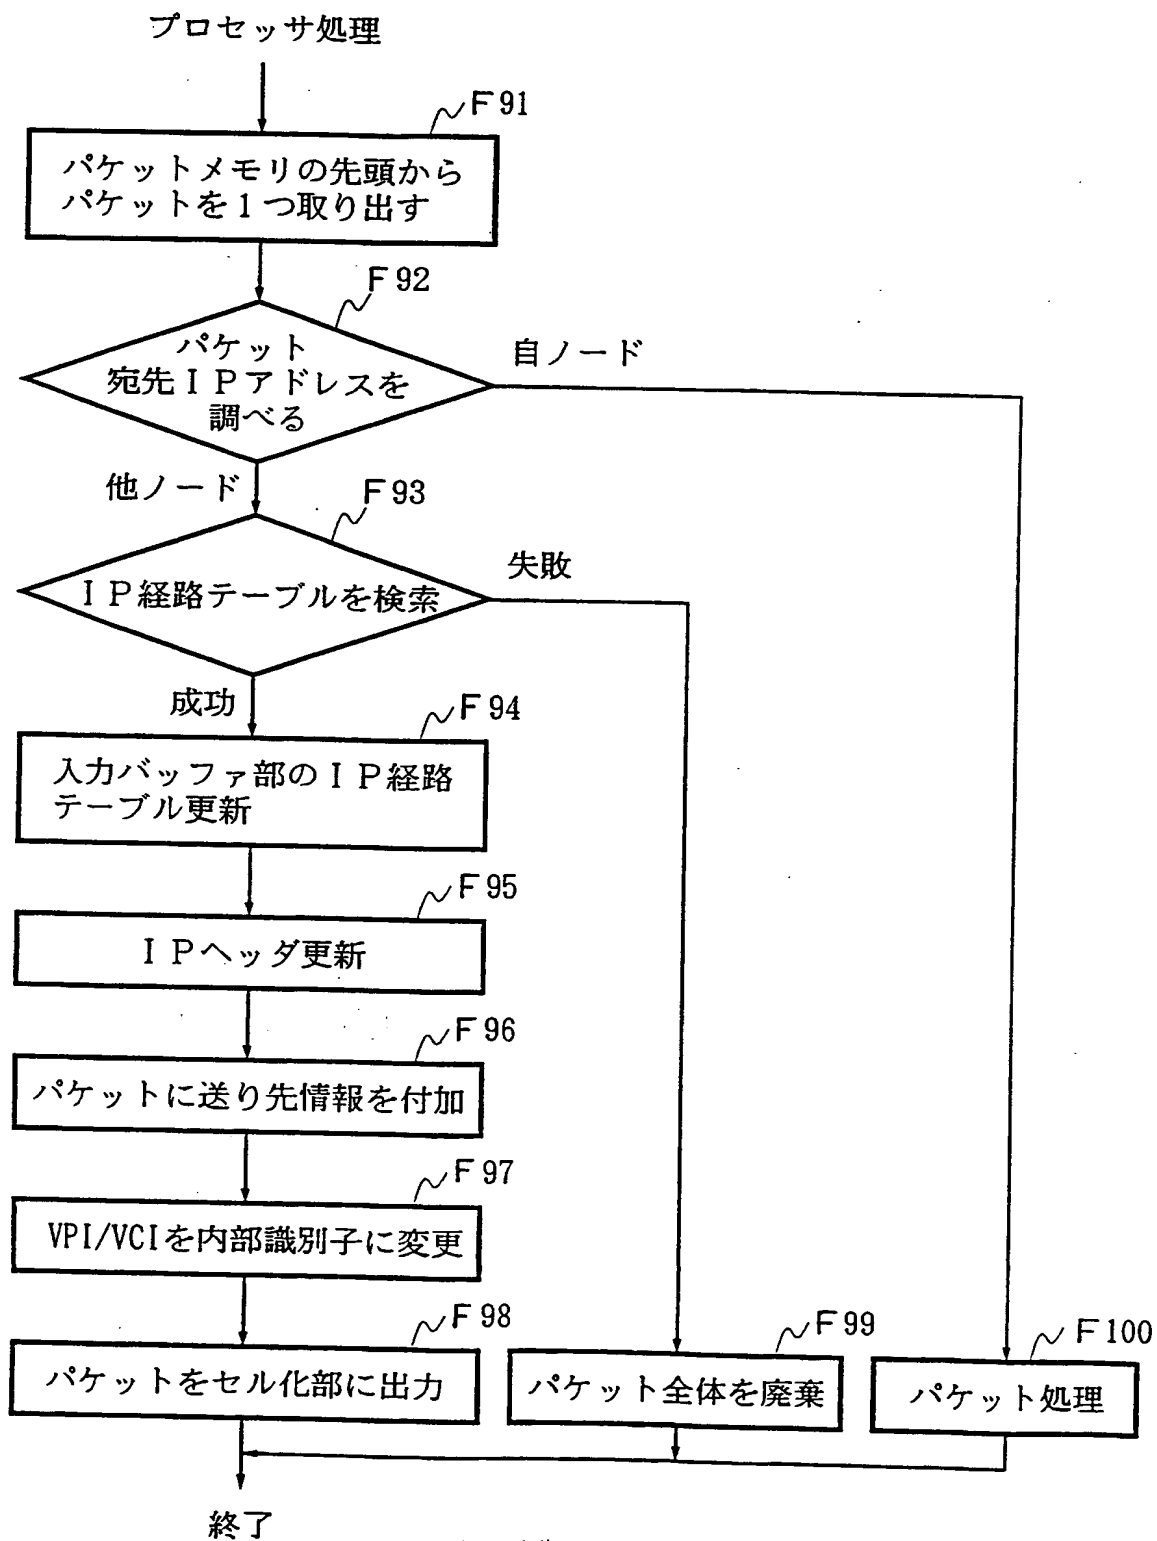 プロセッサ処理
F91
パケットメモリの先頭から
パケットを1つ取り出す
F92
パケット
宛先IPアドレスを
調べる
自ノード
他ノード
F93
IP経路テーブルを検索
失敗
成功
F94
入力バッファ部のIP経路
テーブル更新
F95
IPヘッダ更新
F96
パケットに送り先情報を付加
F97
VPI/VCIを内部識別子に変更
F98
パケットをセル化部に出力
F99
パケット全体を廃棄
F100
パケット処理
終了